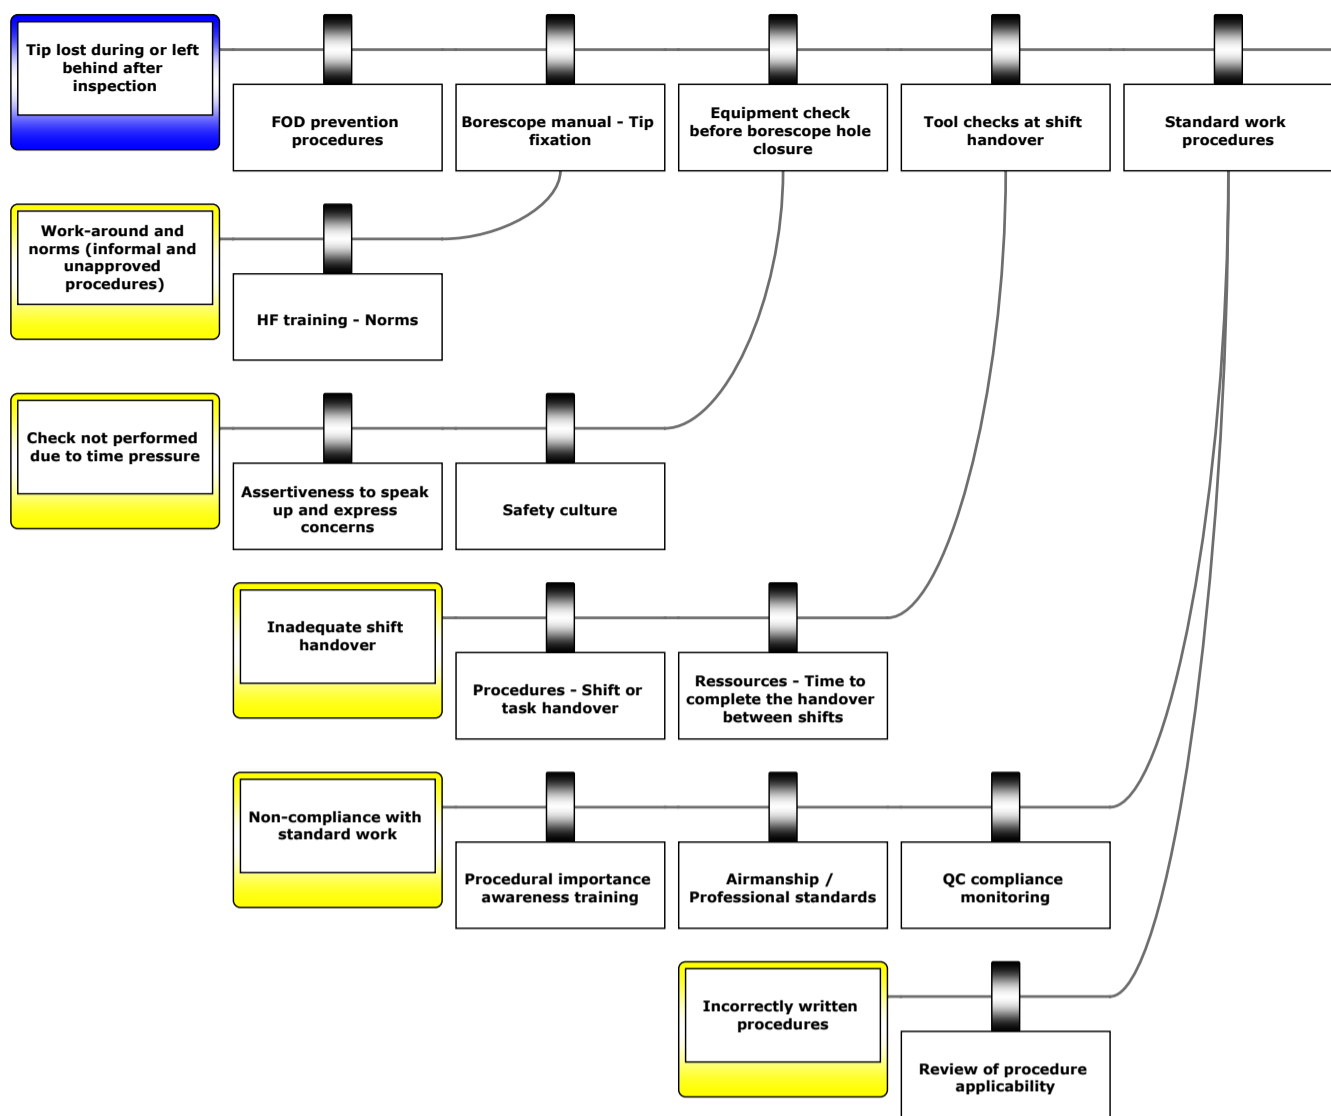 Tip lost during or left
behind after
inspection
FOD prevention
procedures
Borescope manual - Tip
fixation
Equipment check
before borescope hole
closure
Tool checks at shift
handover
Standard work
procedures
Work-around and
norms (informal and
unapproved
procedures)
HF training - Norms
Check not performed
due to time pressure
Assertiveness to speak
up and express
concerns
Safety culture
Inadequate shift
handover
Procedures - Shift or
task handover
Ressources - Time to
complete the handover
between shifts
Non-compliance with
standard work
Procedural importance
awareness training
Airmanship /
Professional standards
QC compliance
monitoring
Incorrectly written
procedures
Review of procedure
applicability